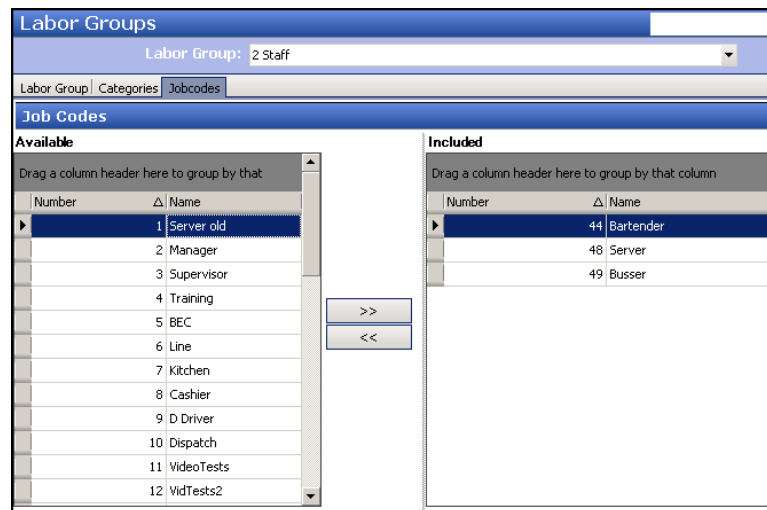 Labor Groups
Labor Group: 2 Staff
Labor Group Categories Jobcodes
Job Codes
Available
Drag a column header here to group by that
Number Name
1 Server old
2 Manager
3 Supervisor
4 Training
5 BEC
6 Line
7 Kitchen
8 Cashier
9 D Driver
10 Dispatch
11 VideoTests
12 VidTests2
>>
<<
Included
Drag a column header here to group by that column
Number Name
44 Bartender
48 Server
49 Busser